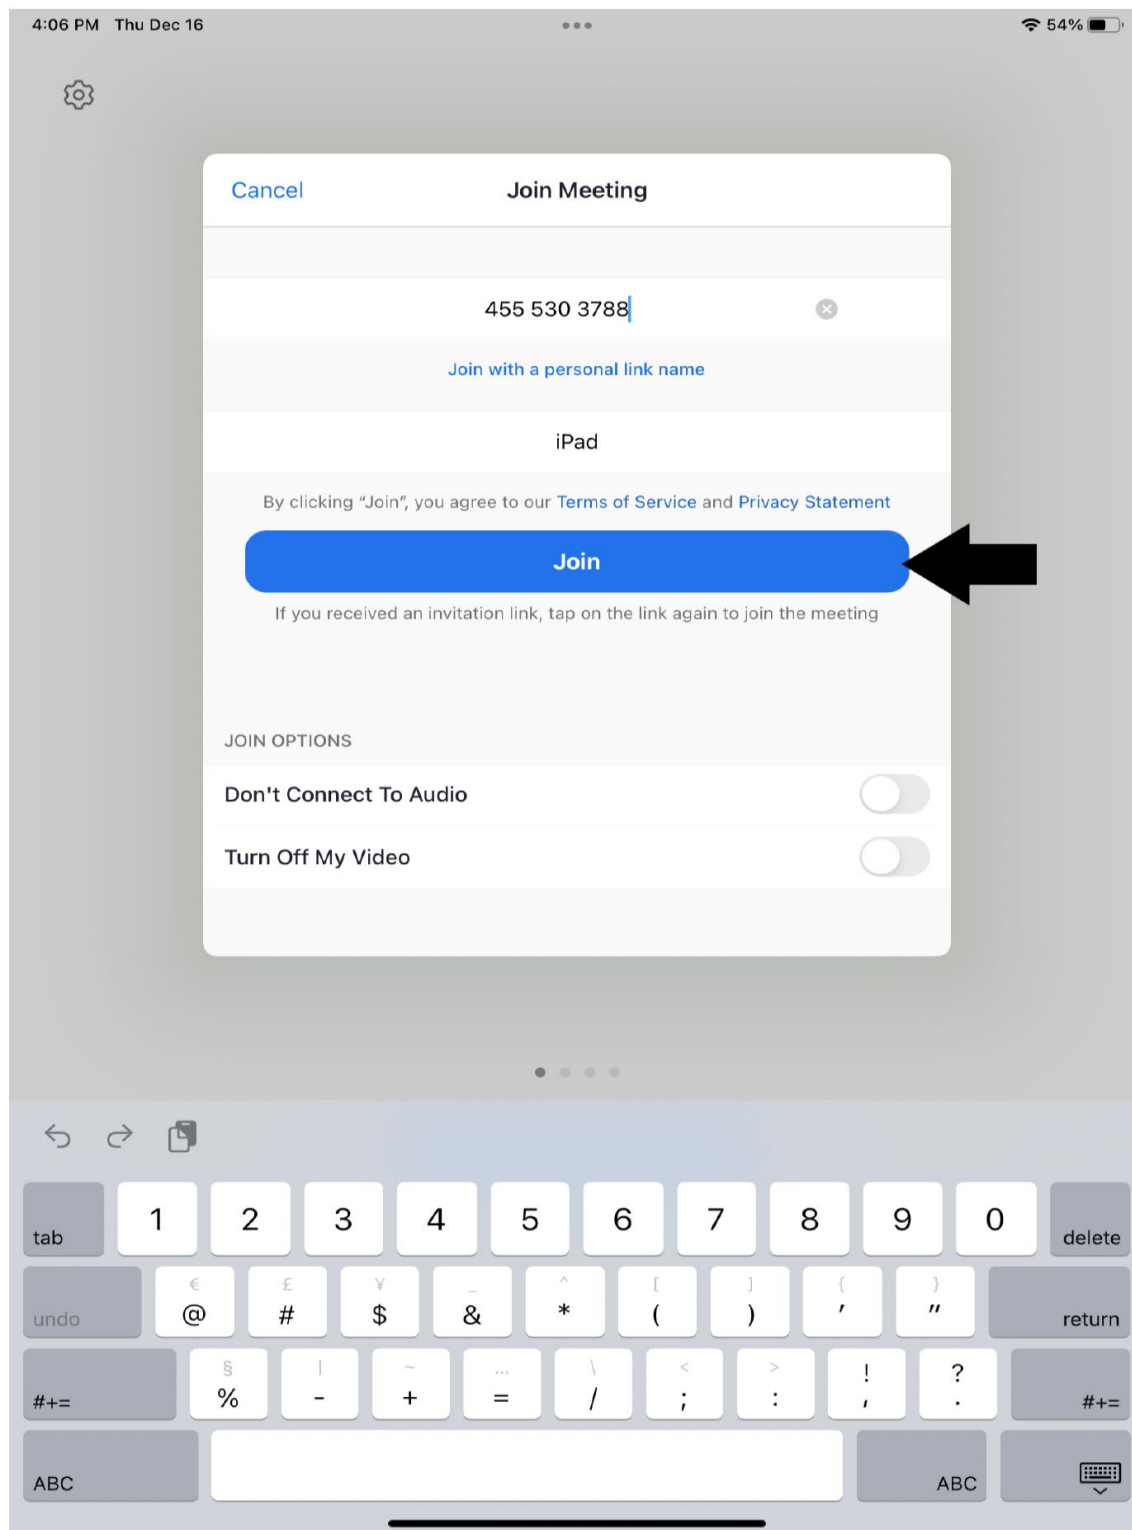 4:06 PM Thu Dec 16
54%
Cancel
Join Meeting
455 530 3788
Join with a personal link name
iPad
By clicking "Join", you agree to our Terms of Service and Privacy Statement
Join
If you received an invitation link, tap on the link again to join the meeting
JOIN OPTIONS
Don't Connect To Audio
Turn Off My Video
tab 1 2 3 4 5 6 7 8 9 0 delete
€ £ ¥ _ ^ [ ] { }
undo @ # $ & * ( ) ' " return
§ | ~ … \ < > ! ?
#+= % - + = / ; : , . #+=
ABC ABC